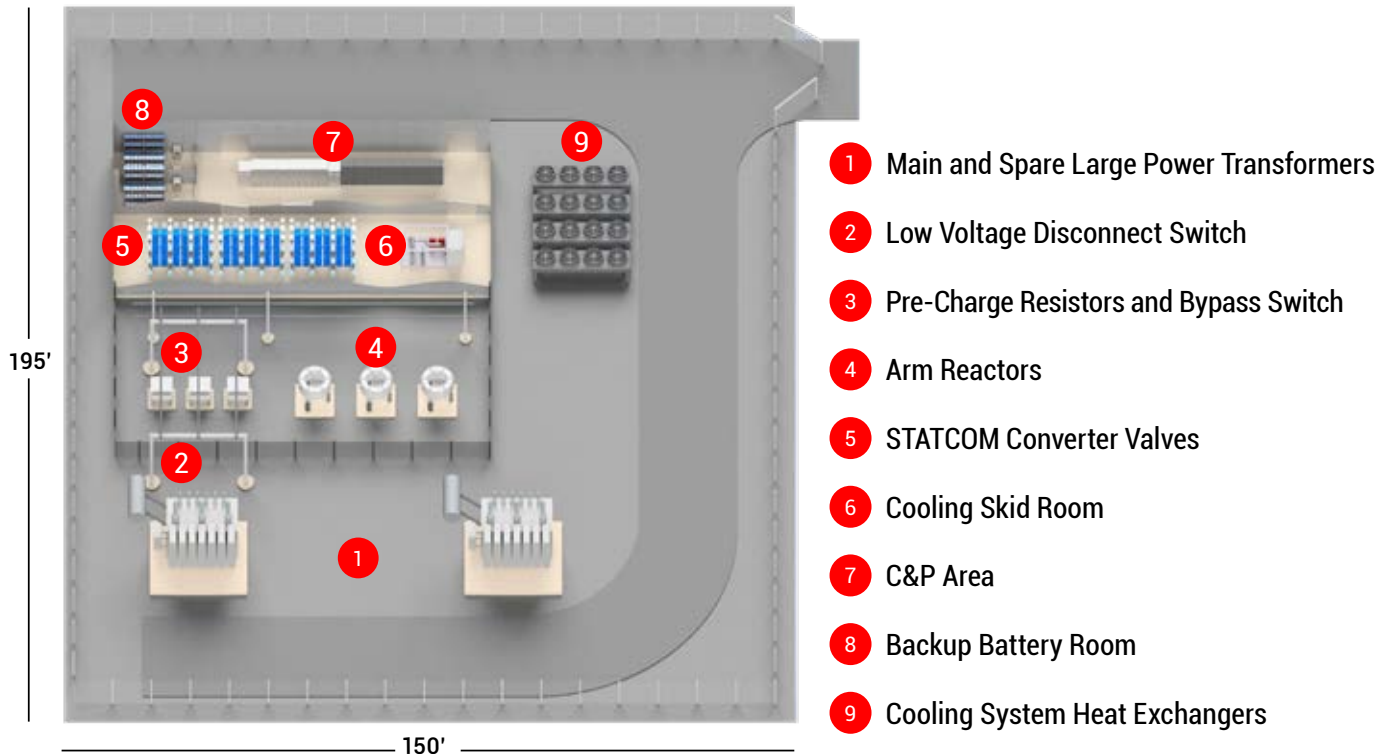 8
7
9
5
6
3
4
2
1
195'
150'
1 Main and Spare Large Power Transformers
2 Low Voltage Disconnect Switch
3 Pre-Charge Resistors and Bypass Switch
4 Arm Reactors
5 STATCOM Converter Valves
6 Cooling Skid Room
7 C&P Area
8 Backup Battery Room
9 Cooling System Heat Exchangers